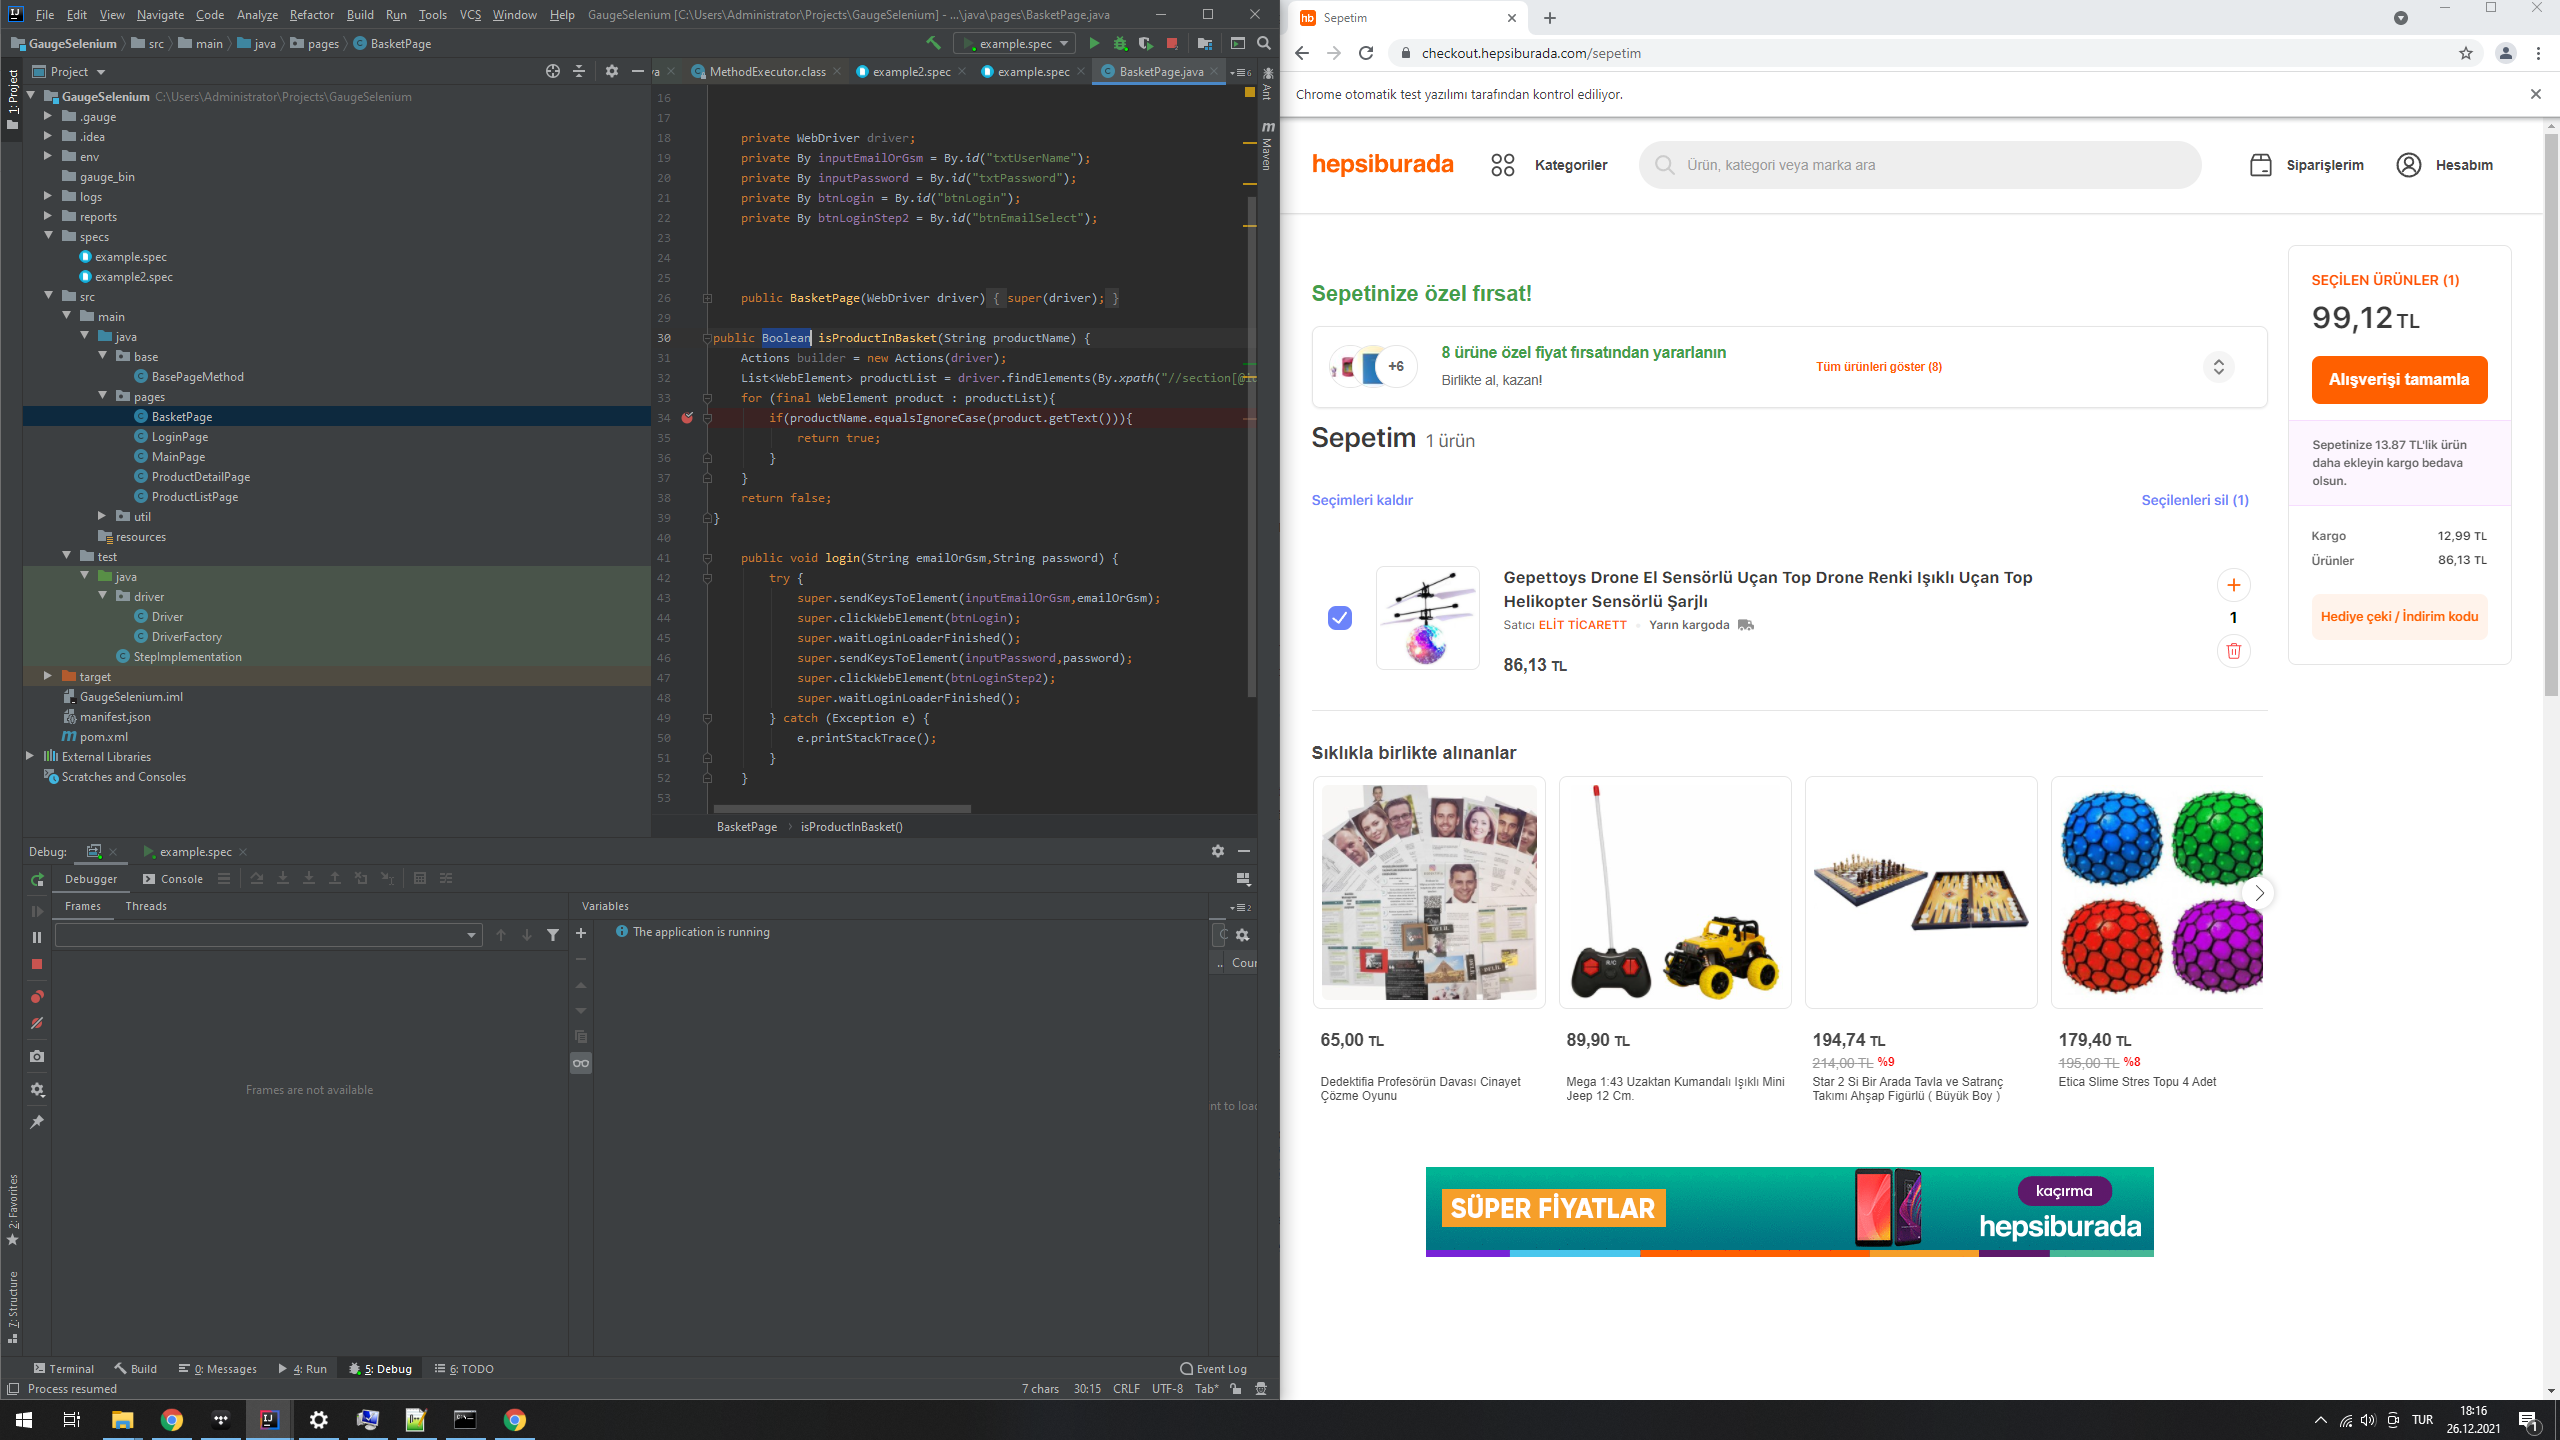 File Edit View Navigate Code Analyze Refactor Build Run Tools VCS Window Help GaugeSelenium [C:\Users\Administrator\Projects\GaugeSelenium] - ...\java\pages\BasketPage.java
GaugeSelenium src main java pages BasketPage
example.spec
Project
MethodExecutor.class example2.spec example.spec BasketPage.java
1: Project
GaugeSelenium C:\Users\Administrator\Projects\GaugeSelenium
.gauge
.idea
env
gauge_bin
logs
reports
specs
example.spec
example2.spec
src
main
java
base
BasePageMethod
pages
BasketPage
LoginPage
MainPage
ProductDetailPage
ProductListPage
util
resources
test
java
driver
Driver
DriverFactory
StepImplementation
target
GaugeSelenium.iml
manifest.json
pom.xml
External Libraries
Scratches and Consoles
16
17
18 private WebDriver driver;
19 private By inputEmailOrGsm = By.id("txtUserName");
20 private By inputPassword = By.id("txtPassword");
21 private By btnLogin = By.id("btnLogin");
22 private By btnLoginStep2 = By.id("btnEmailSelect");
23
24
25
26 public BasketPage(WebDriver driver) { super(driver); }
29
30 public Boolean isProductInBasket(String productName) {
31 Actions builder = new Actions(driver);
32 List<WebElement> productList = driver.findElements(By.xpath("//section[@id
33 for (final WebElement product : productList){
34 if(productName.equalsIgnoreCase(product.getText())){
35 return true;
36 }
37 }
38 return false;
39 }
40
41 public void login(String emailOrGsm,String password) {
42 try {
43 super.sendKeysToElement(inputEmailOrGsm,emailOrGsm);
44 super.clickWebElement(btnLogin);
45 super.waitLoginLoaderFinished();
46 super.sendKeysToElement(inputPassword,password);
47 super.clickWebElement(btnLoginStep2);
48 super.waitLoginLoaderFinished();
49 } catch (Exception e) {
50 e.printStackTrace();
51 }
52 }
53
BasketPage isProductInBasket()
Ant
Maven
Debug: example.spec
Debugger Console
Frames Threads
Variables
The application is running
Cour
Frames are not available
nt to load
2: Favorites
7: Structure
Terminal Build 0: Messages 4: Run 5: Debug 6: TODO Event Log
Process resumed 7 chars 30:15 CRLF UTF-8 Tab*
hb Sepetim
checkout.hepsiburada.com/sepetim
Chrome otomatik test yazılımı tarafından kontrol ediliyor.
hepsiburada Kategoriler Ürün, kategori veya marka ara Siparişlerim Hesabım
Sepetinize özel fırsat!
+6
8 ürüne özel fiyat fırsatından yararlanın
Birlikte al, kazan!
Tüm ürünleri göster (8)
Sepetim 1 ürün
Seçimleri kaldır Seçilenleri sil (1)
Gepettoys Drone El Sensörlü Uçan Top Drone Renki Işıklı Uçan Top
Helikopter Sensörlü Şarjlı
Satıcı ELİT TİCARETT Yarın kargoda
86,13 TL
1
SEÇİLEN ÜRÜNLER (1)
99,12 TL
Alışverişi tamamla
Sepetinize 13.87 TL'lik ürün
daha ekleyin kargo bedava
olsun.
Kargo 12,99 TL
Ürünler 86,13 TL
Hediye çeki / İndirim kodu
Sıklıkla birlikte alınanlar
65,00 TL
Dedektifia Profesörün Davası Cinayet
Çözme Oyunu
89,90 TL
Mega 1:43 Uzaktan Kumandalı Işıklı Mini
Jeep 12 Cm.
194,74 TL
214,00 TL %9
Star 2 Si Bir Arada Tavla ve Satranç
Takımı Ahşap Figürlü ( Büyük Boy )
179,40 TL
195,00 TL %8
Etica Slime Stres Topu 4 Adet
SÜPER FİYATLAR
kaçırma
hepsiburada
TUR
18:16
26.12.2021
1